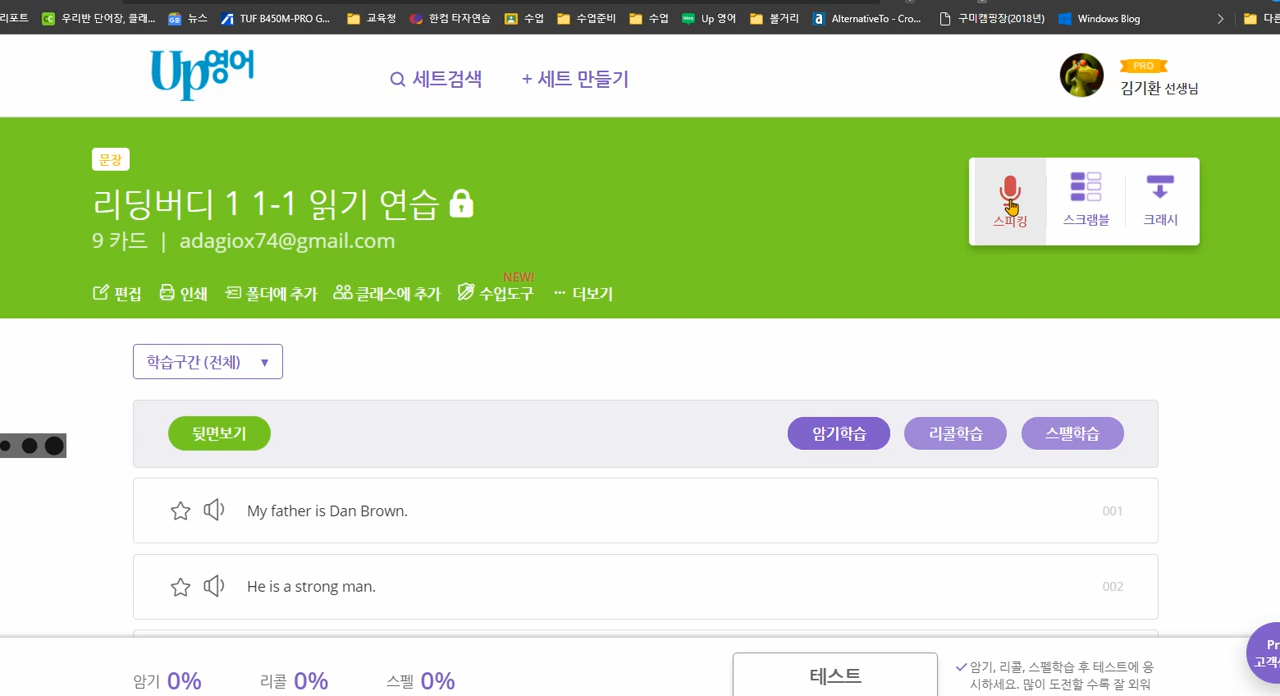 리포트 우리반 단어장, 클래... 뉴스 TUF B450M-PRO G... 교육청 한컴 타자연습 수업 수업준비 수업 Up 영어 볼거리 AlternativeTo - Cro... 구미캠핑장(2018년) Windows Blog 다른
Up영어
세트검색 + 세트 만들기
PRO
김기환 선생님
문장
리딩버디 1 1-1 읽기 연습
9 카드 | adagiox74@gmail.com
스피킹 스크램블 크래시
NEW!
편집 인쇄 폴더에 추가 클래스에 추가 수업도구 ··· 더보기
학습구간 (전체) ▼
뒷면보기 암기학습 리콜학습 스펠학습
My father is Dan Brown. 001
He is a strong man. 002
암기 0% 리콜 0% 스펠 0%
테스트
암기, 리콜, 스펠학습 후 테스트에 응
시하세요. 많이 도전할 수록 잘 외워
Pr
고객